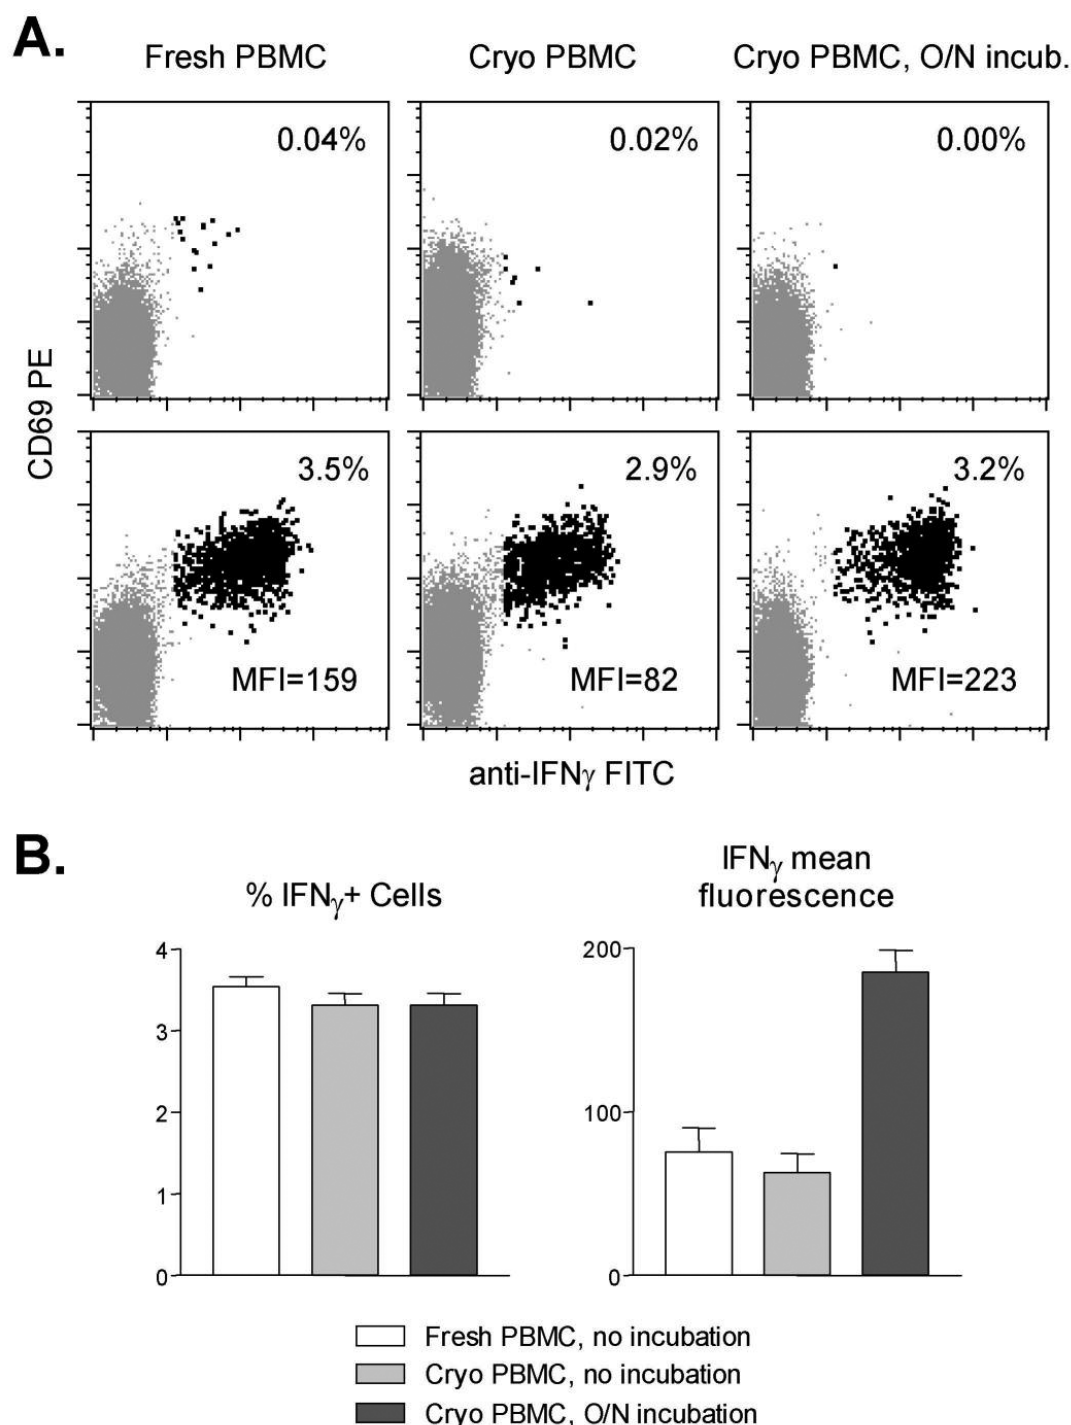 A.
Fresh PBMC
Cryo PBMC
Cryo PBMC, O/N incub.
0.04%
0.02%
0.00%
CD69 PE
3.5%
2.9%
3.2%
MFI=159
MFI=82
MFI=223
anti-IFNγ FITC
B.
% IFNγ+ Cells
IFNγ mean
fluorescence
4
3
2
1
0
200
100
0
Fresh PBMC, no incubation
Cryo PBMC, no incubation
Cryo PBMC, O/N incubation